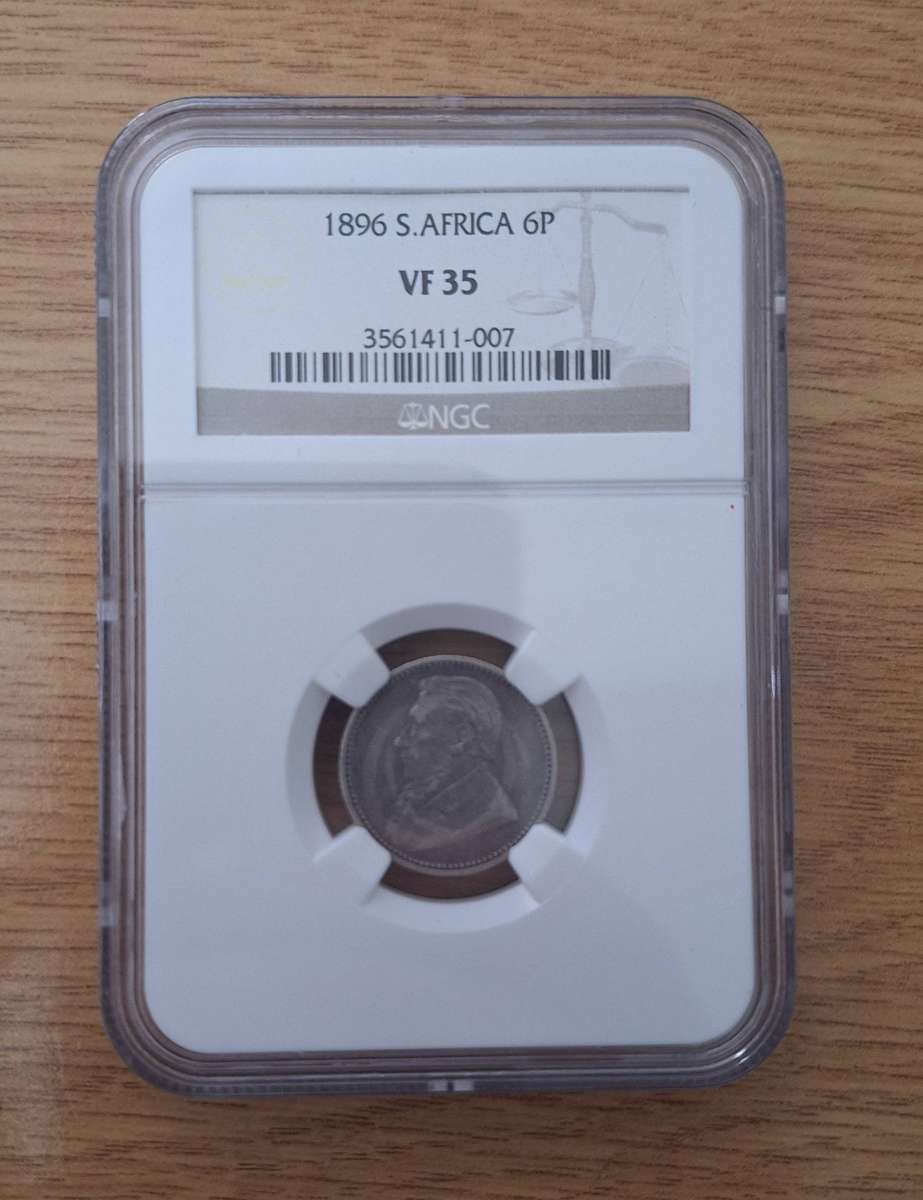 1896 S.AFRICA 6P
VF 35
3561411-007
NGC